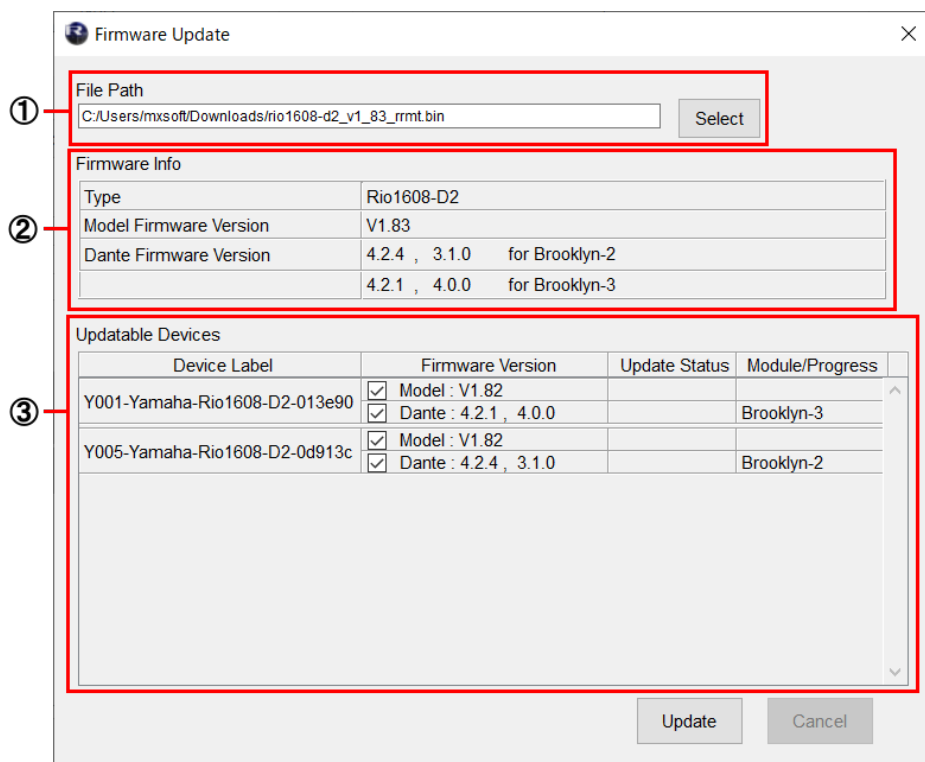 Firmware Update
①
File Path
C:/Users/mxsoft/Downloads/rio1608-d2_v1_83_rrmt.bin
Select
②
Firmware Info
Type Rio1608-D2
Model Firmware Version V1.83
Dante Firmware Version 4.2.4 , 3.1.0 for Brooklyn-2
4.2.1 , 4.0.0 for Brooklyn-3
③
Updatable Devices
Device Label Firmware Version Update Status Module/Progress
Y001-Yamaha-Rio1608-D2-013e90
Model : V1.82
Dante : 4.2.1 , 4.0.0 Brooklyn-3
Y005-Yamaha-Rio1608-D2-0d913c
Model : V1.82
Dante : 4.2.4 , 3.1.0 Brooklyn-2
Update Cancel